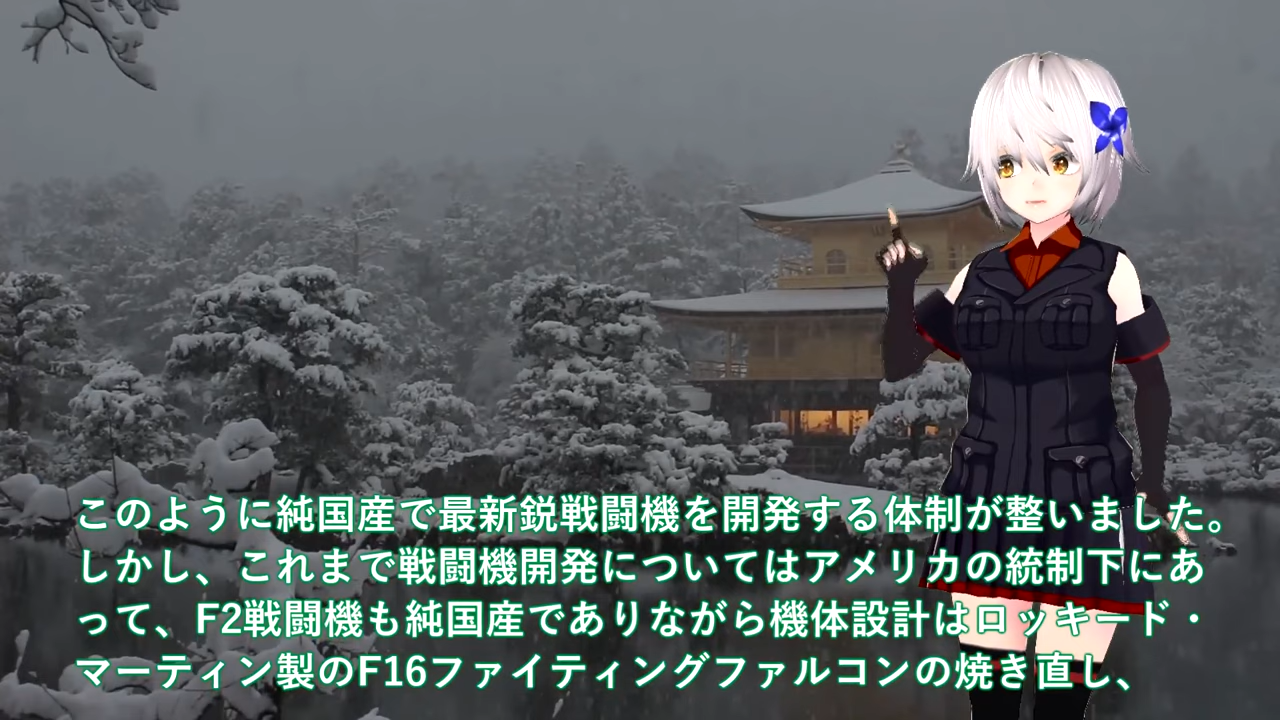 このように純国産で最新鋭戦闘機を開発する体制が整いました。
しかし、これまで戦闘機開発についてはアメリカの統制下にあ
って、F2戦闘機も純国産でありながら機体設計はロッキード・
マーティン製のF16ファイティングファルコンの焼き直し、